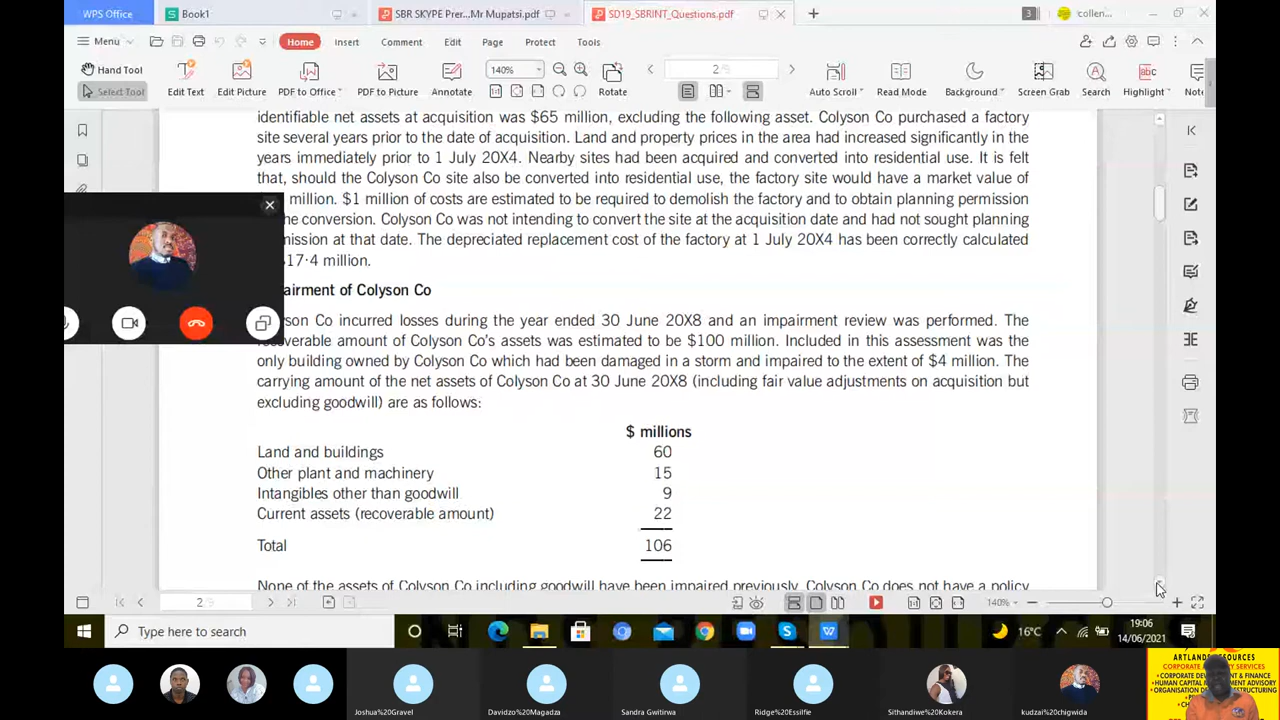 WPS Office
Book1
SBR SKYPE Prer...Mr Mupatsi.pdf
SD19_SBRINT_Questions.pdf
3
'collen...
Menu
Home
Insert
Comment
Edit
Page
Protect
Tools
Hand Tool
Select Tool
Edit Text
Edit Picture
PDF to Office
PDF to Picture
Annotate
140%
Rotate
2
Auto Scroll
Read Mode
Background
Screen Grab
Search
Highlight
Note
identifiable net assets at acquisition was $65 million, excluding the following asset. Colyson Co purchased a factory
site several years prior to the date of acquisition. Land and property prices in the area had increased significantly in the
years immediately prior to 1 July 20X4. Nearby sites had been acquired and converted into residential use. It is felt
that, should the Colyson Co site also be converted into residential use, the factory site would have a market value of
million. $1 million of costs are estimated to be required to demolish the factory and to obtain planning permission
he conversion. Colyson Co was not intending to convert the site at the acquisition date and had not sought planning
mission at that date. The depreciated replacement cost of the factory at 1 July 20X4 has been correctly calculated
17·4 million.
airment of Colyson Co
son Co incurred losses during the year ended 30 June 20X8 and an impairment review was performed. The
ecoverable amount of Colyson Co's assets was estimated to be $100 million. Included in this assessment was the
only building owned by Colyson Co which had been damaged in a storm and impaired to the extent of $4 million. The
carrying amount of the net assets of Colyson Co at 30 June 20X8 (including fair value adjustments on acquisition but
excluding goodwill) are as follows:
$ millions
Land and buildings 60
Other plant and machinery 15
Intangibles other than goodwill 9
Current assets (recoverable amount) 22
Total 106
None of the assets of Colyson Co including goodwill have been impaired previously. Colyson Co does not have a policy
2
140%
Type here to search
16°C
19:06
14/06/2021
Joshua%20Gravel
Davidzo%20Magadza
Sandra Gwitirwa
Ridge%20Essilfie
Sithandiwe%20Kokera
kudzai%20chigwida
ARTLANDS RESOURCES